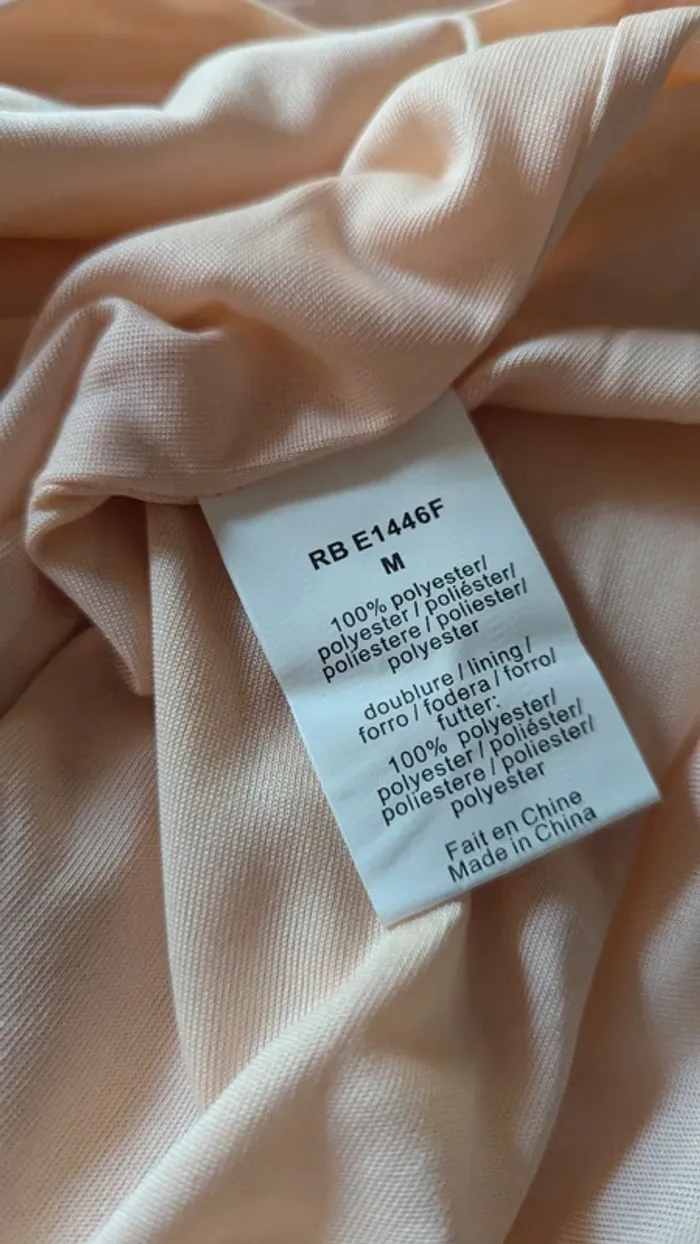 RB E1446F
M
100% polyester/
polyester / poliéster/
poliestere / poliester/
polyester
doublure / lining /
forro / fodera / forro/
futter:
100% polyester/
polyester / poliéster/
poliestere / poliester/
polyester
Fait en Chine
Made in China